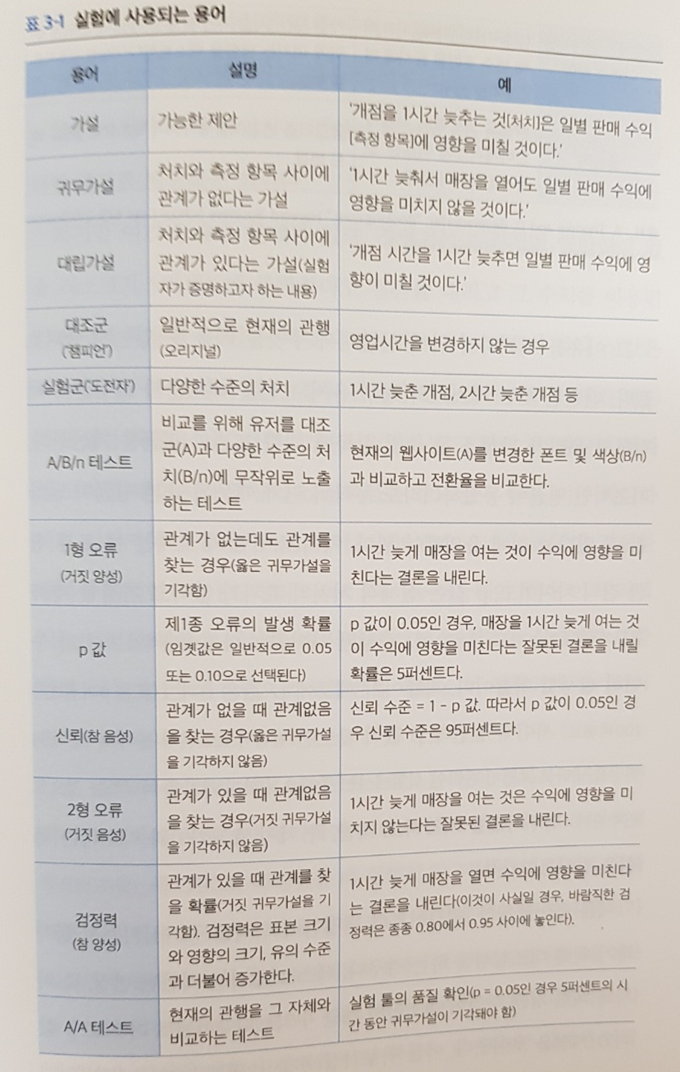 표 3-1 실험에 사용되는 용어
용어 설명 예
가설
가능한 제안
'개점을 1시간 늦추는 것[처치]은 일별 판매 수익
[측정 항목]에 영향을 미칠 것이다.'
귀무가설
처치와 측정 항목 사이에
관계가 없다는 가설
'1시간 늦춰서 매장을 열어도 일별 판매 수익에
영향을 미치지 않을 것이다.'
대립가설
처치와 측정 항목 사이에
관계가 있다는 가설(실험
자가 증명하고자 하는 내용)
'개점 시간을 1시간 늦추면 일별 판매 수익에 영
향이 미칠 것이다.'
대조군
('챔피언')
일반적으로 현재의 관행
(오리지널)
영업시간을 변경하지 않는 경우
실험군('도전자')
다양한 수준의 처치
1시간 늦춘 개점, 2시간 늦춘 개점 등
A/B/n 테스트
비교를 위해 유저를 대조
군(A)과 다양한 수준의 처
치(B/n)에 무작위로 노출
하는 테스트
현재의 웹사이트(A)를 변경한 폰트 및 색상(B/n)
과 비교하고 전환율을 비교한다.
1형 오류
(거짓 양성)
관계가 없는데도 관계를
찾는 경우(옳은 귀무가설을
기각함)
1시간 늦게 매장을 여는 것이 수익에 영향을 미
친다는 결론을 내린다.
p 값
제1종 오류의 발생 확률
(임곗값은 일반적으로 0.05
또는 0.10으로 선택된다)
p 값이 0.05인 경우, 매장을 1시간 늦게 여는 것
이 수익에 영향을 미친다는 잘못된 결론을 내릴
확률은 5퍼센트다.
신뢰(참 음성)
관계가 없을 때 관계없음
을 찾는 경우(옳은 귀무가설
을 기각하지 않음)
신뢰 수준 = 1 - p 값. 따라서 p 값이 0.05인 경
우 신뢰 수준은 95퍼센트다.
2형 오류
(거짓 음성)
관계가 있을 때 관계없음
을 찾는 경우(거짓 귀무가설
을 기각하지 않음)
1시간 늦게 매장을 여는 것은 수익에 영향을 미
치지 않는다는 잘못된 결론을 내린다.
검정력
(참 양성)
관계가 있을 때 관계를 찾
을 확률(거짓 귀무가설을 기
각함). 검정력은 표본 크기
와 영향의 크기, 유의 수준
과 더불어 증가한다.
1시간 늦게 매장을 열면 수익에 영향을 미친다
는 결론을 내린다(이것이 사실일 경우, 바람직한 검
정력은 종종 0.80에서 0.95 사이에 놓인다).
A/A 테스트
현재의 관행을 그 자체와
비교하는 테스트
실험 툴의 품질 확인(p = 0.05인 경우 5퍼센트의 시
간 동안 귀무가설이 기각돼야 함)